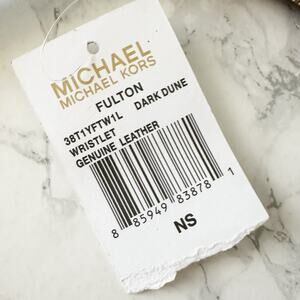 MICHAEL
MICHAEL KORS
FULTON
38T1YFTW1L DARK DUNE
WRISTLET
GENUINE LEATHER
8 85949 83878 1
NS